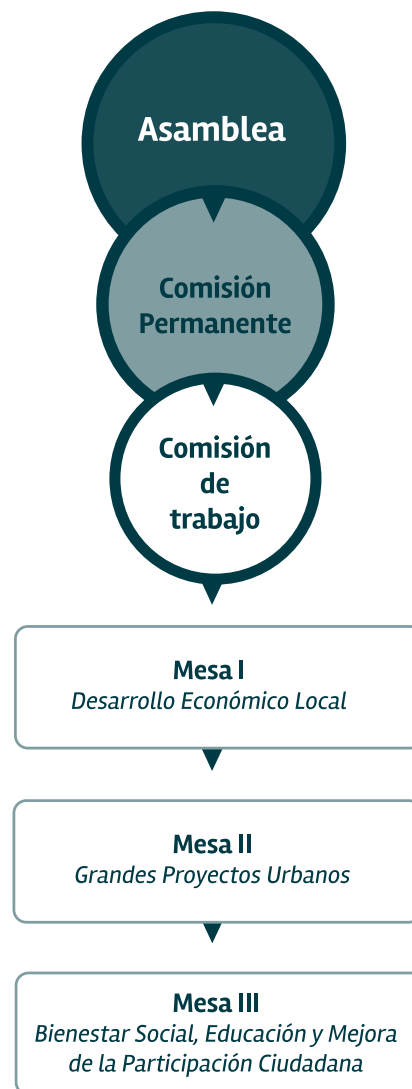 Asamblea
Comisión
Permanente
Comisión
de
trabajo
Mesa I
Desarrollo Económico Local
Mesa II
Grandes Proyectos Urbanos
Mesa III
Bienestar Social, Educación y Mejora
de la Participación Ciudadana